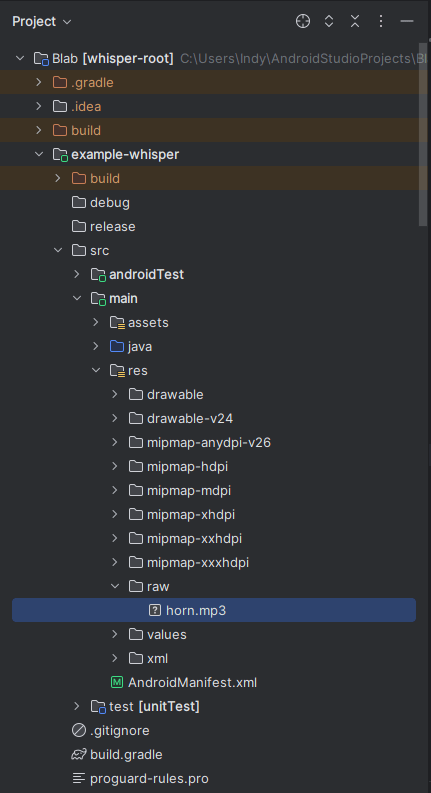 Project
Blab [whisper-root] C:\Users\Indy\AndroidStudioProjects\Bl
.gradle
.idea
build
example-whisper
build
debug
release
src
androidTest
main
assets
java
res
drawable
drawable-v24
mipmap-anydpi-v26
mipmap-hdpi
mipmap-mdpi
mipmap-xhdpi
mipmap-xxhdpi
mipmap-xxxhdpi
raw
horn.mp3
values
xml
AndroidManifest.xml
test [unitTest]
.gitignore
build.gradle
proguard-rules.pro